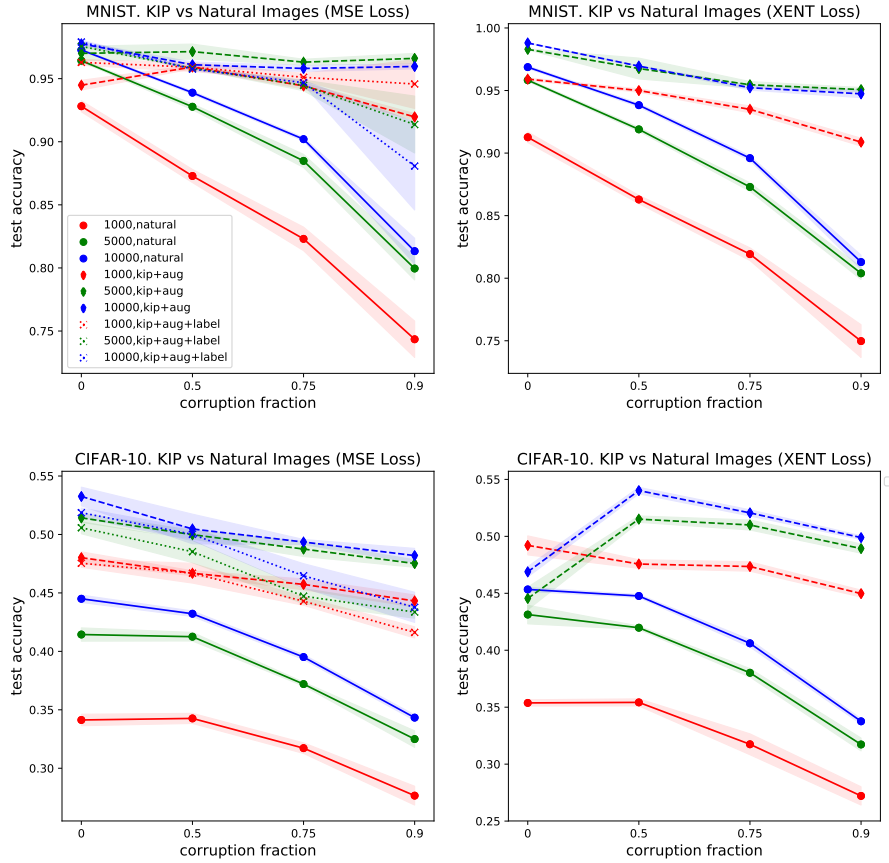 MNIST. KIP vs Natural Images (MSE Loss)
0.95
0.90
0.85
0.80
0.75
test accuracy
1000,natural
5000,natural
10000,natural
1000,kip+aug
5000,kip+aug
10000,kip+aug
1000,kip+aug+label
5000,kip+aug+label
10000,kip+aug+label
0 0.5 0.75 0.9
corruption fraction
MNIST. KIP vs Natural Images (XENT Loss)
1.00
0.95
0.90
0.85
0.80
0.75
test accuracy
0 0.5 0.75 0.9
corruption fraction
CIFAR-10. KIP vs Natural Images (MSE Loss)
0.55
0.50
0.45
0.40
0.35
0.30
test accuracy
0 0.5 0.75 0.9
corruption fraction
CIFAR-10. KIP vs Natural Images (XENT Loss)
0.55
0.50
0.45
0.40
0.35
0.30
0.25
test accuracy
0 0.5 0.75 0.9
corruption fraction